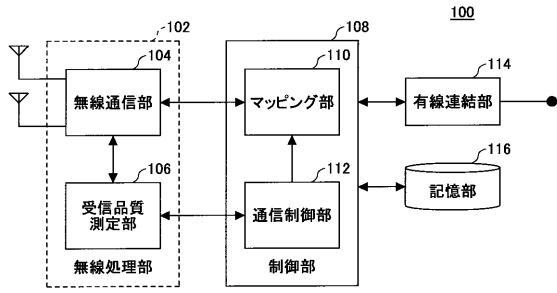 100
102
108
104
無線通信部
110
マッピング部
114
有線連結部
106
受信品質
測定部
112
通信制御部
116
記憶部
無線処理部
制御部